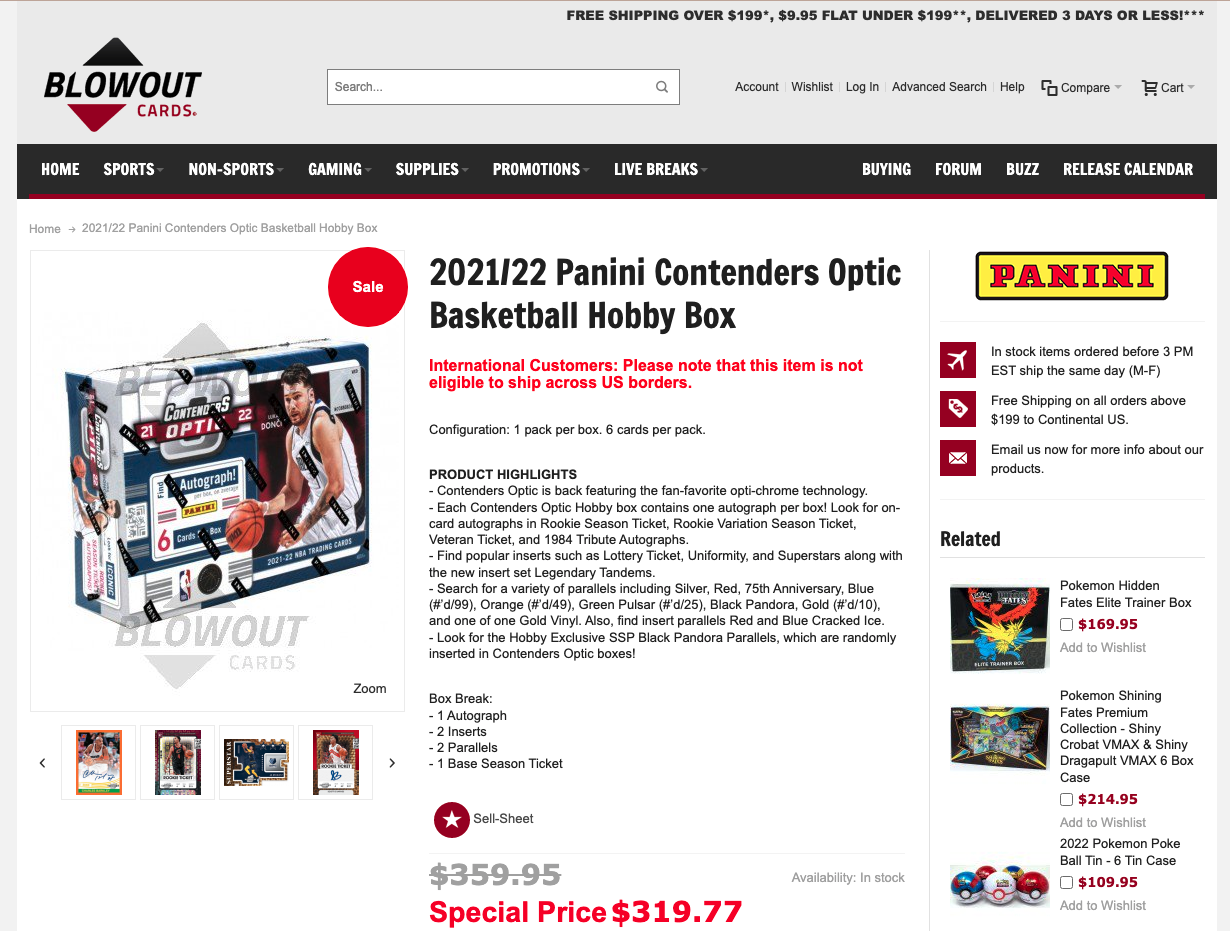 FREE SHIPPING OVER $199*, $9.95 FLAT UNDER $199**, DELIVERED 3 DAYS OR LESS!***
BLOWOUT
CARDS
Search...
Account
Wishlist
Log In
Advanced Search
Help
Compare
Cart
HOME
SPORTS
NON-SPORTS
GAMING
SUPPLIES
PROMOTIONS
LIVE BREAKS
BUYING
FORUM
BUZZ
RELEASE CALENDAR
Home → 2021/22 Panini Contenders Optic Basketball Hobby Box
Sale
BLOWOUT
CONTENDERS
21 OPTIC 22
Find
Autograph!
per box, on average
PANINI
6 Cards Box
2021-22 NBA TRADING CARDS
BLOWOUT
CARDS
Zoom
ROOKIE TICKET
SUPERSTAR
ROOKIE TICKET
2021/22 Panini Contenders Optic
Basketball Hobby Box
International Customers: Please note that this item is not
eligible to ship across US borders.
Configuration: 1 pack per box. 6 cards per pack.
PRODUCT HIGHLIGHTS
- Contenders Optic is back featuring the fan-favorite opti-chrome technology.
- Each Contenders Optic Hobby box contains one autograph per box! Look for on-
card autographs in Rookie Season Ticket, Rookie Variation Season Ticket,
Veteran Ticket, and 1984 Tribute Autographs.
- Find popular inserts such as Lottery Ticket, Uniformity, and Superstars along with
the new insert set Legendary Tandems.
- Search for a variety of parallels including Silver, Red, 75th Anniversary, Blue
(#'d/99), Orange (#'d/49), Green Pulsar (#'d/25), Black Pandora, Gold (#'d/10),
and one of one Gold Vinyl. Also, find insert parallels Red and Blue Cracked Ice.
- Look for the Hobby Exclusive SSP Black Pandora Parallels, which are randomly
inserted in Contenders Optic boxes!
Box Break:
- 1 Autograph
- 2 Inserts
- 2 Parallels
- 1 Base Season Ticket
Sell-Sheet
$359.95
Availability: In stock
Special Price $319.77
PANINI
In stock items ordered before 3 PM
EST ship the same day (M-F)
Free Shipping on all orders above
$199 to Continental US.
Email us now for more info about our
products.
Related
Pokemon Hidden
Fates Elite Trainer Box
$169.95
Add to Wishlist
ELITE TRAINER BOX
Pokemon Shining
Fates Premium
Collection - Shiny
Crobat VMAX & Shiny
Dragapult VMAX 6 Box
Case
$214.95
Add to Wishlist
2022 Pokemon Poke
Ball Tin - 6 Tin Case
$109.95
Add to Wishlist